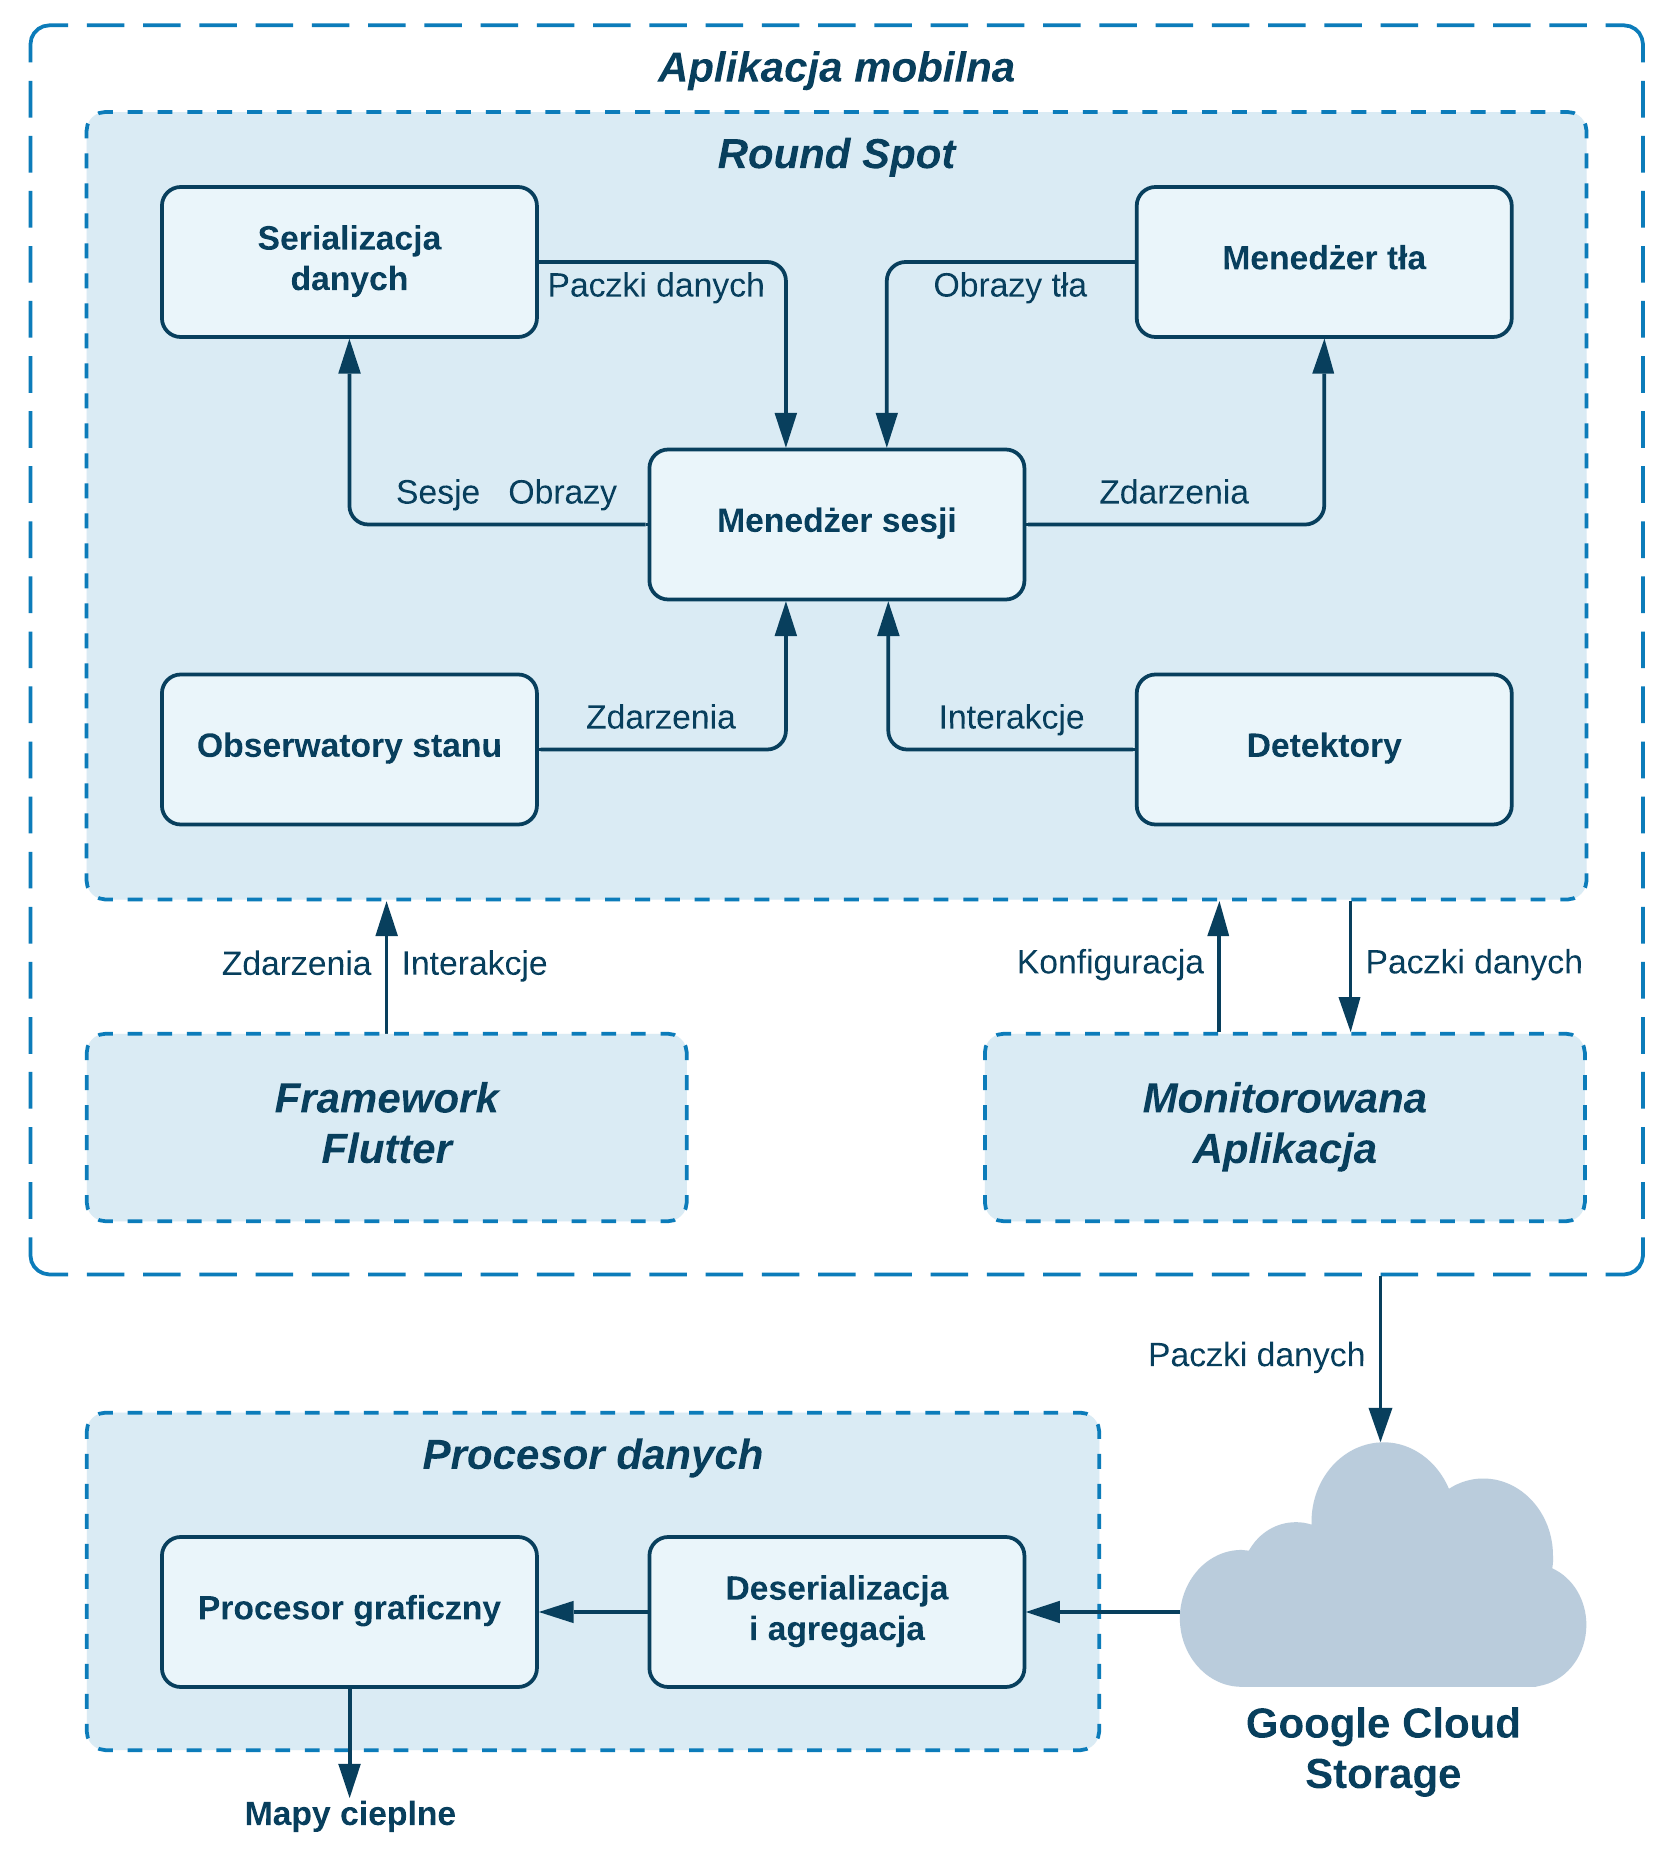 Aplikacja mobilna
Round Spot
Serializacja
danych
Paczki danych
Obrazy tła
Menedżer tła
Sesje Obrazy
Menedżer sesji
Zdarzenia
Obserwatory stanu
Zdarzenia
Interakcje
Detektory
Zdarzenia
Interakcje
Konfiguracja
Paczki danych
Framework
Flutter
Monitorowana
Aplikacja
Paczki danych
Procesor danych
Procesor graficzny
Deserializacja
i agregacja
Google Cloud
Storage
Mapy cieplne